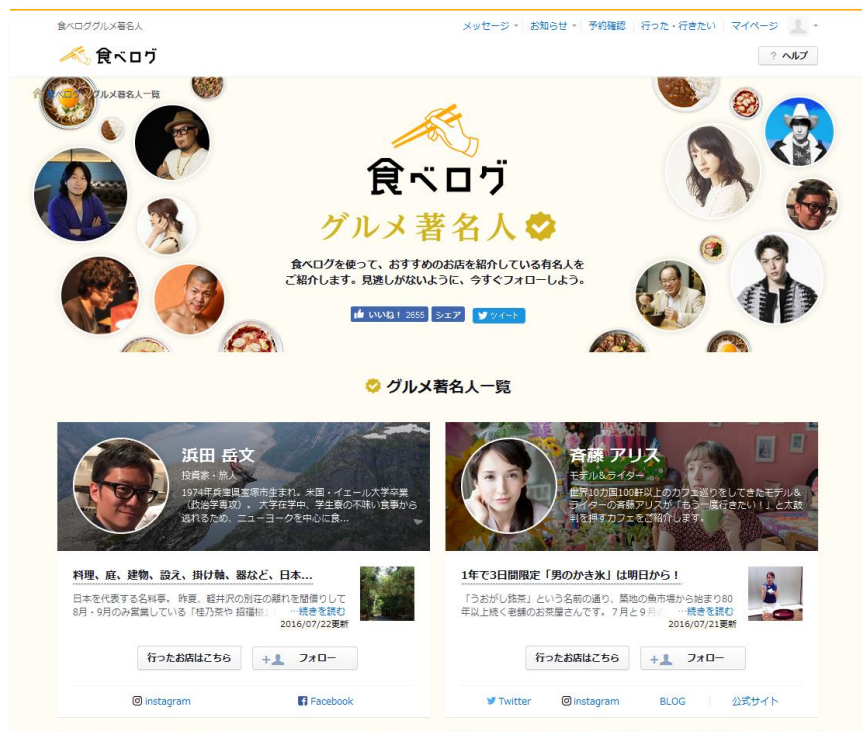 食べロググルメ著名人
メッセージ お知らせ 予約確認 行った・行きたい マイページ
食べログ
? ヘルプ
食べログ グルメ著名人一覧
食べログ
グルメ著名人
食べログを使って、おすすめのお店を紹介している有名人を
ご紹介します。見逃しがないように、今すぐフォローしよう。
いいね! 2655 シェア ツイート
グルメ著名人一覧
浜田 岳文
投資家・旅人
1974年兵庫県宝塚市生まれ。米国・イエール大学卒業
(政治学専攻)。 大学在学中、学生寮の不味い食事から
逃れるため、ニューヨークを中心に食...
料理、庭、建物、設え、掛け軸、器など、日本...
日本を代表する名料亭。 昨夏、軽井沢の別荘の離れを間借りして
8月・9月のみ営業している「桂乃茶や 招福楼」 …続きを読む
2016/07/22更新
行ったお店はこちら + フォロー
instagram Facebook
斉藤 アリス
モデル&ライター
世界10カ国100軒以上のカフェ巡りをしてきたモデル&
ライターの斉藤アリスが「もう一度行きたい！」と太鼓
判を押すカフェをご紹介します。
1年で3日間限定「男のかき氷」は明日から！
「うおがし銘茶」という名前の通り、築地の魚市場から始まり80
年以上続く老舗のお茶屋さんです。７月と９月 …続きを読む
2016/07/21更新
行ったお店はこちら + フォロー
Twitter instagram BLOG 公式サイト